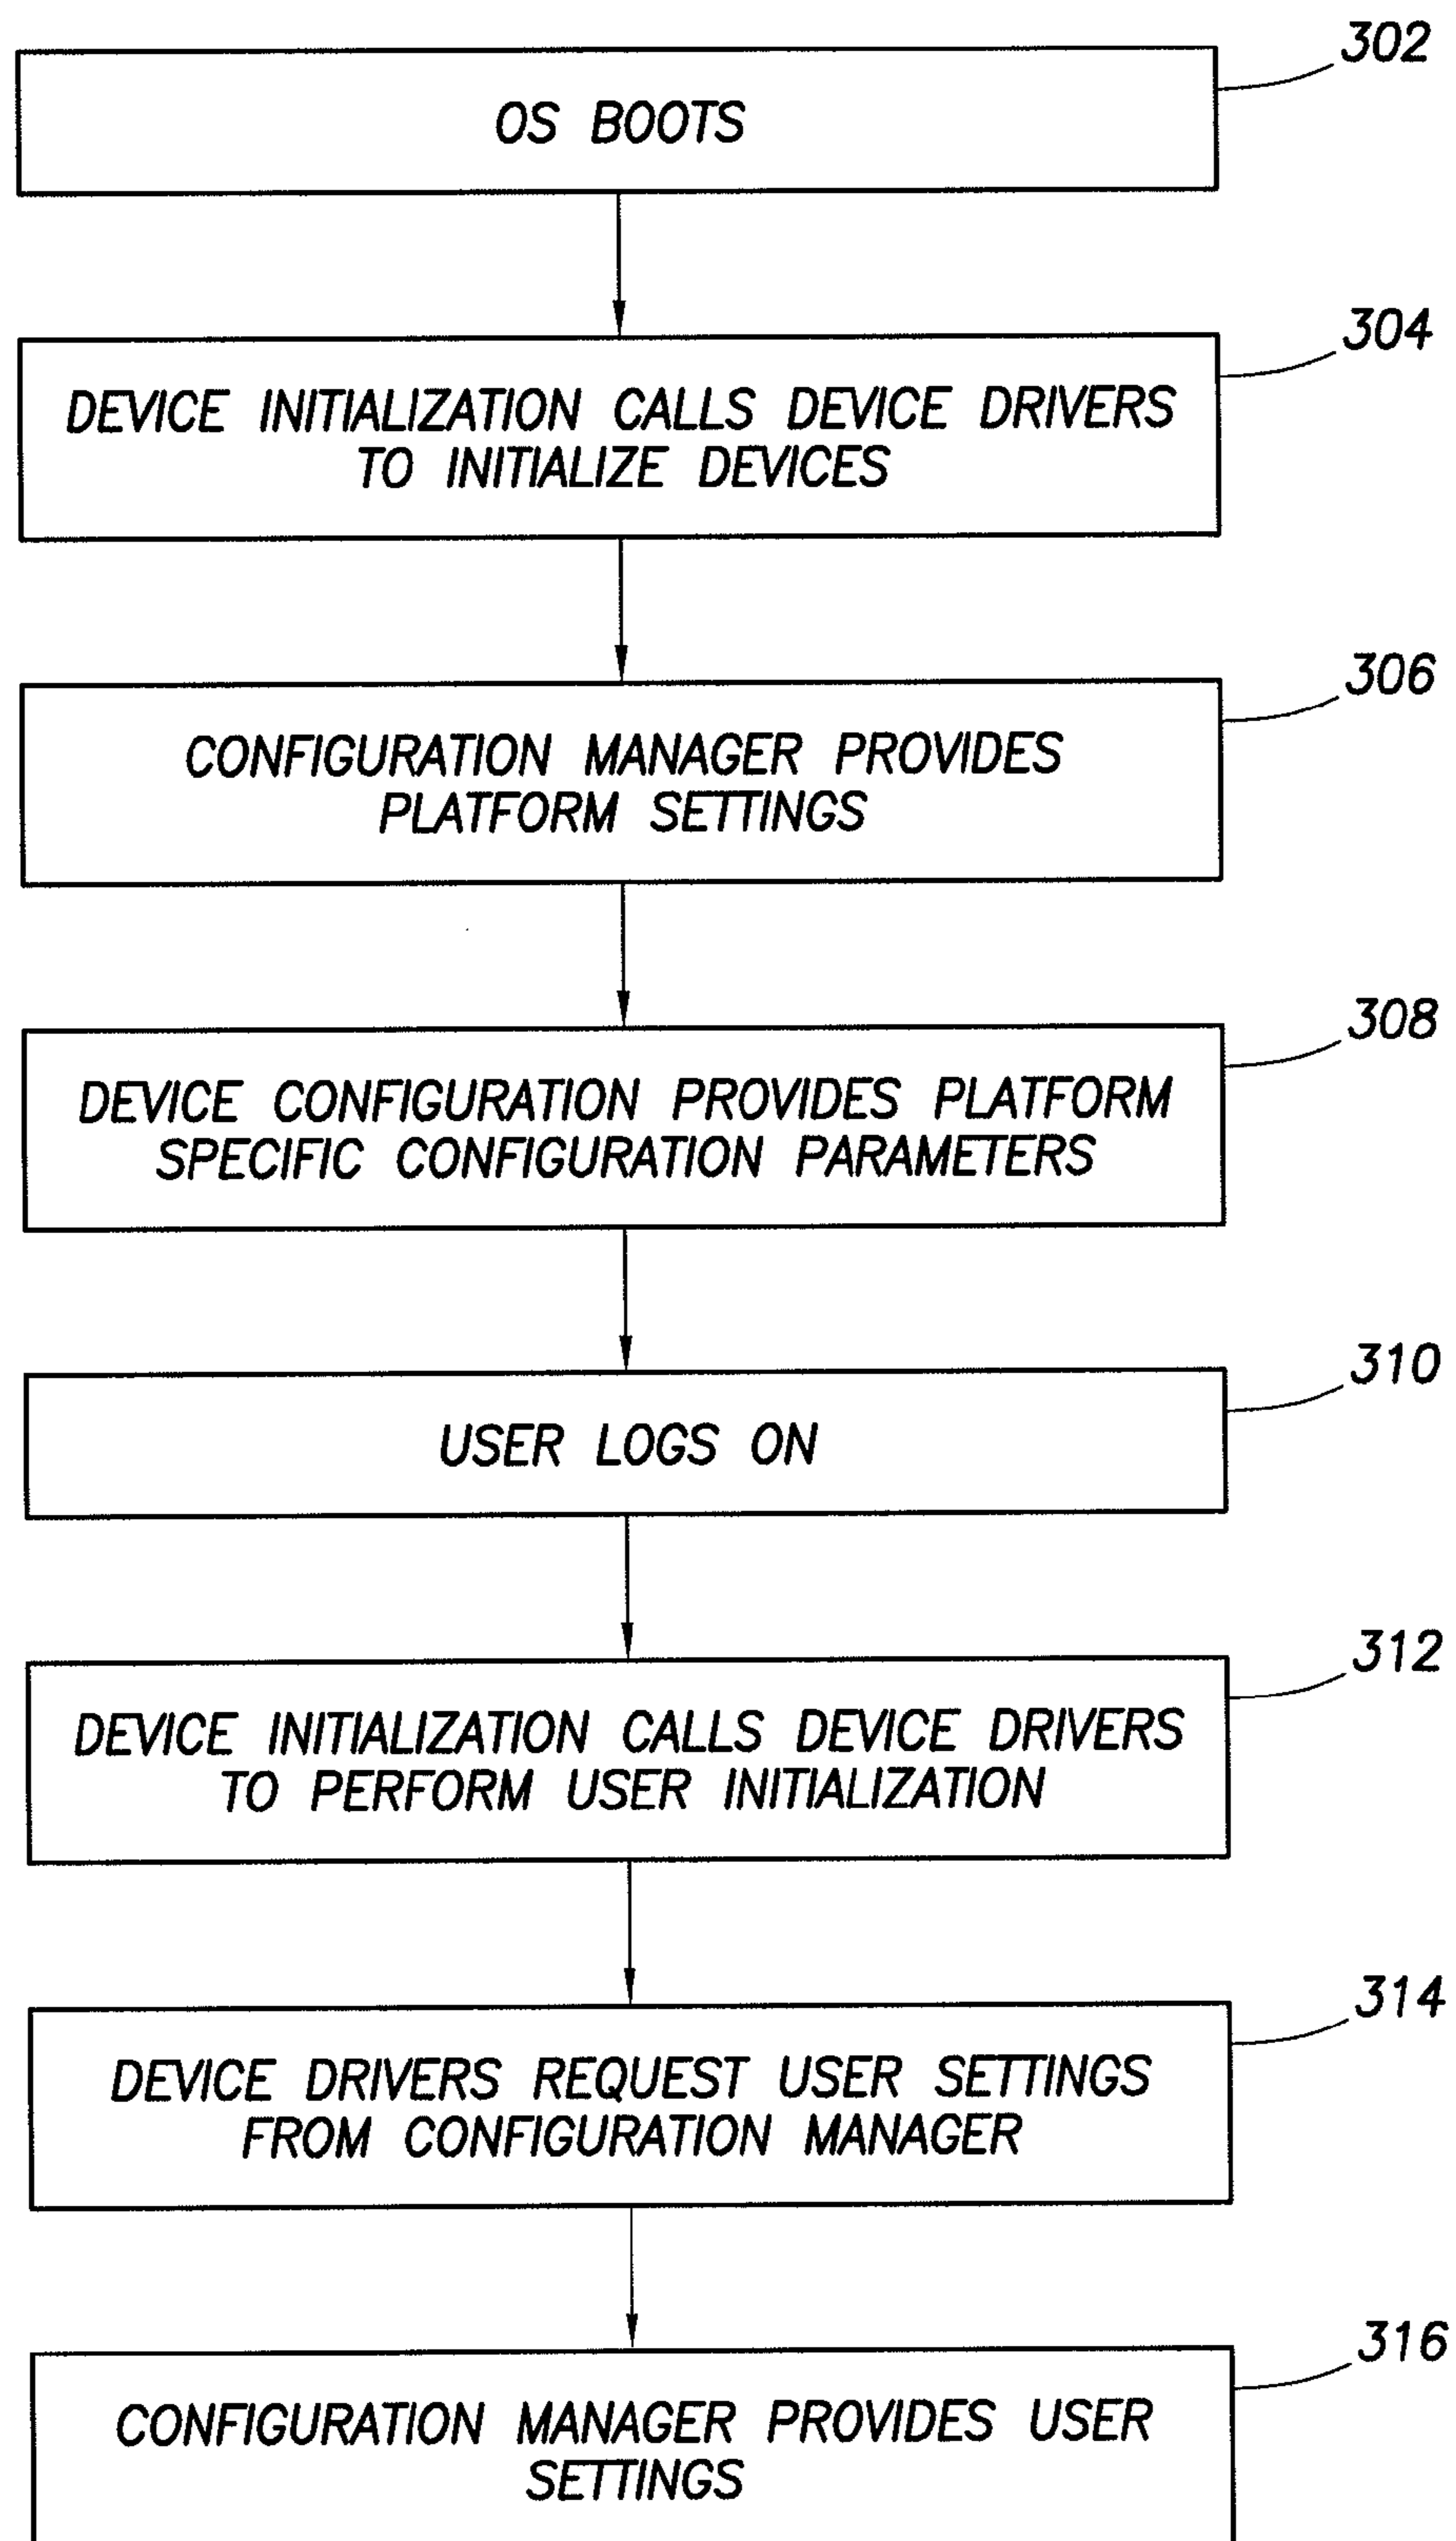 302
OS BOOTS
304
DEVICE INITIALIZATION CALLS DEVICE DRIVERS
TO INITIALIZE DEVICES
306
CONFIGURATION MANAGER PROVIDES
PLATFORM SETTINGS
308
DEVICE CONFIGURATION PROVIDES PLATFORM
SPECIFIC CONFIGURATION PARAMETERS
310
USER LOGS ON
312
DEVICE INITIALIZATION CALLS DEVICE DRIVERS
TO PERFORM USER INITIALIZATION
314
DEVICE DRIVERS REQUEST USER SETTINGS
FROM CONFIGURATION MANAGER
316
CONFIGURATION MANAGER PROVIDES USER
SETTINGS